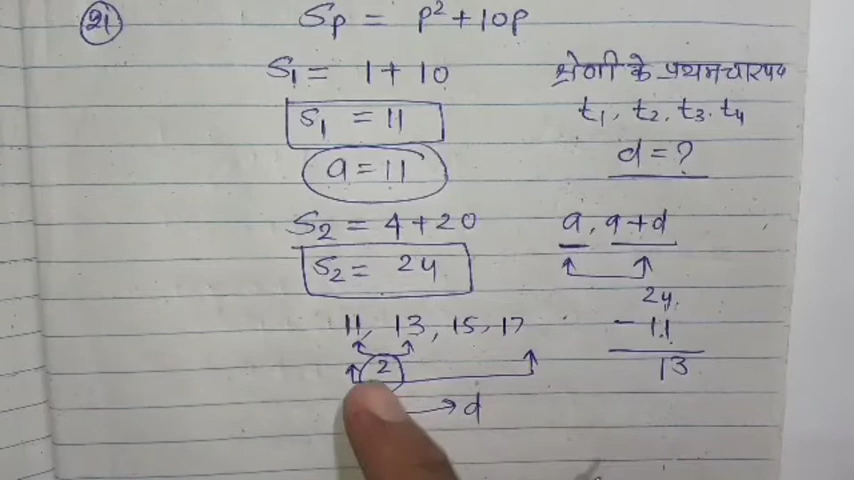 21
Sp = p² + 10p
S₁ = 1 + 10
श्रेणी के प्रथम चार पद
S₁ = 11
t₁, t₂, t₃, t₄
a = 11
d = ?
S₂ = 4 + 20
a, a + d
S₂ = 24
24
11, 13, 15, 17
- 11
2
13
d